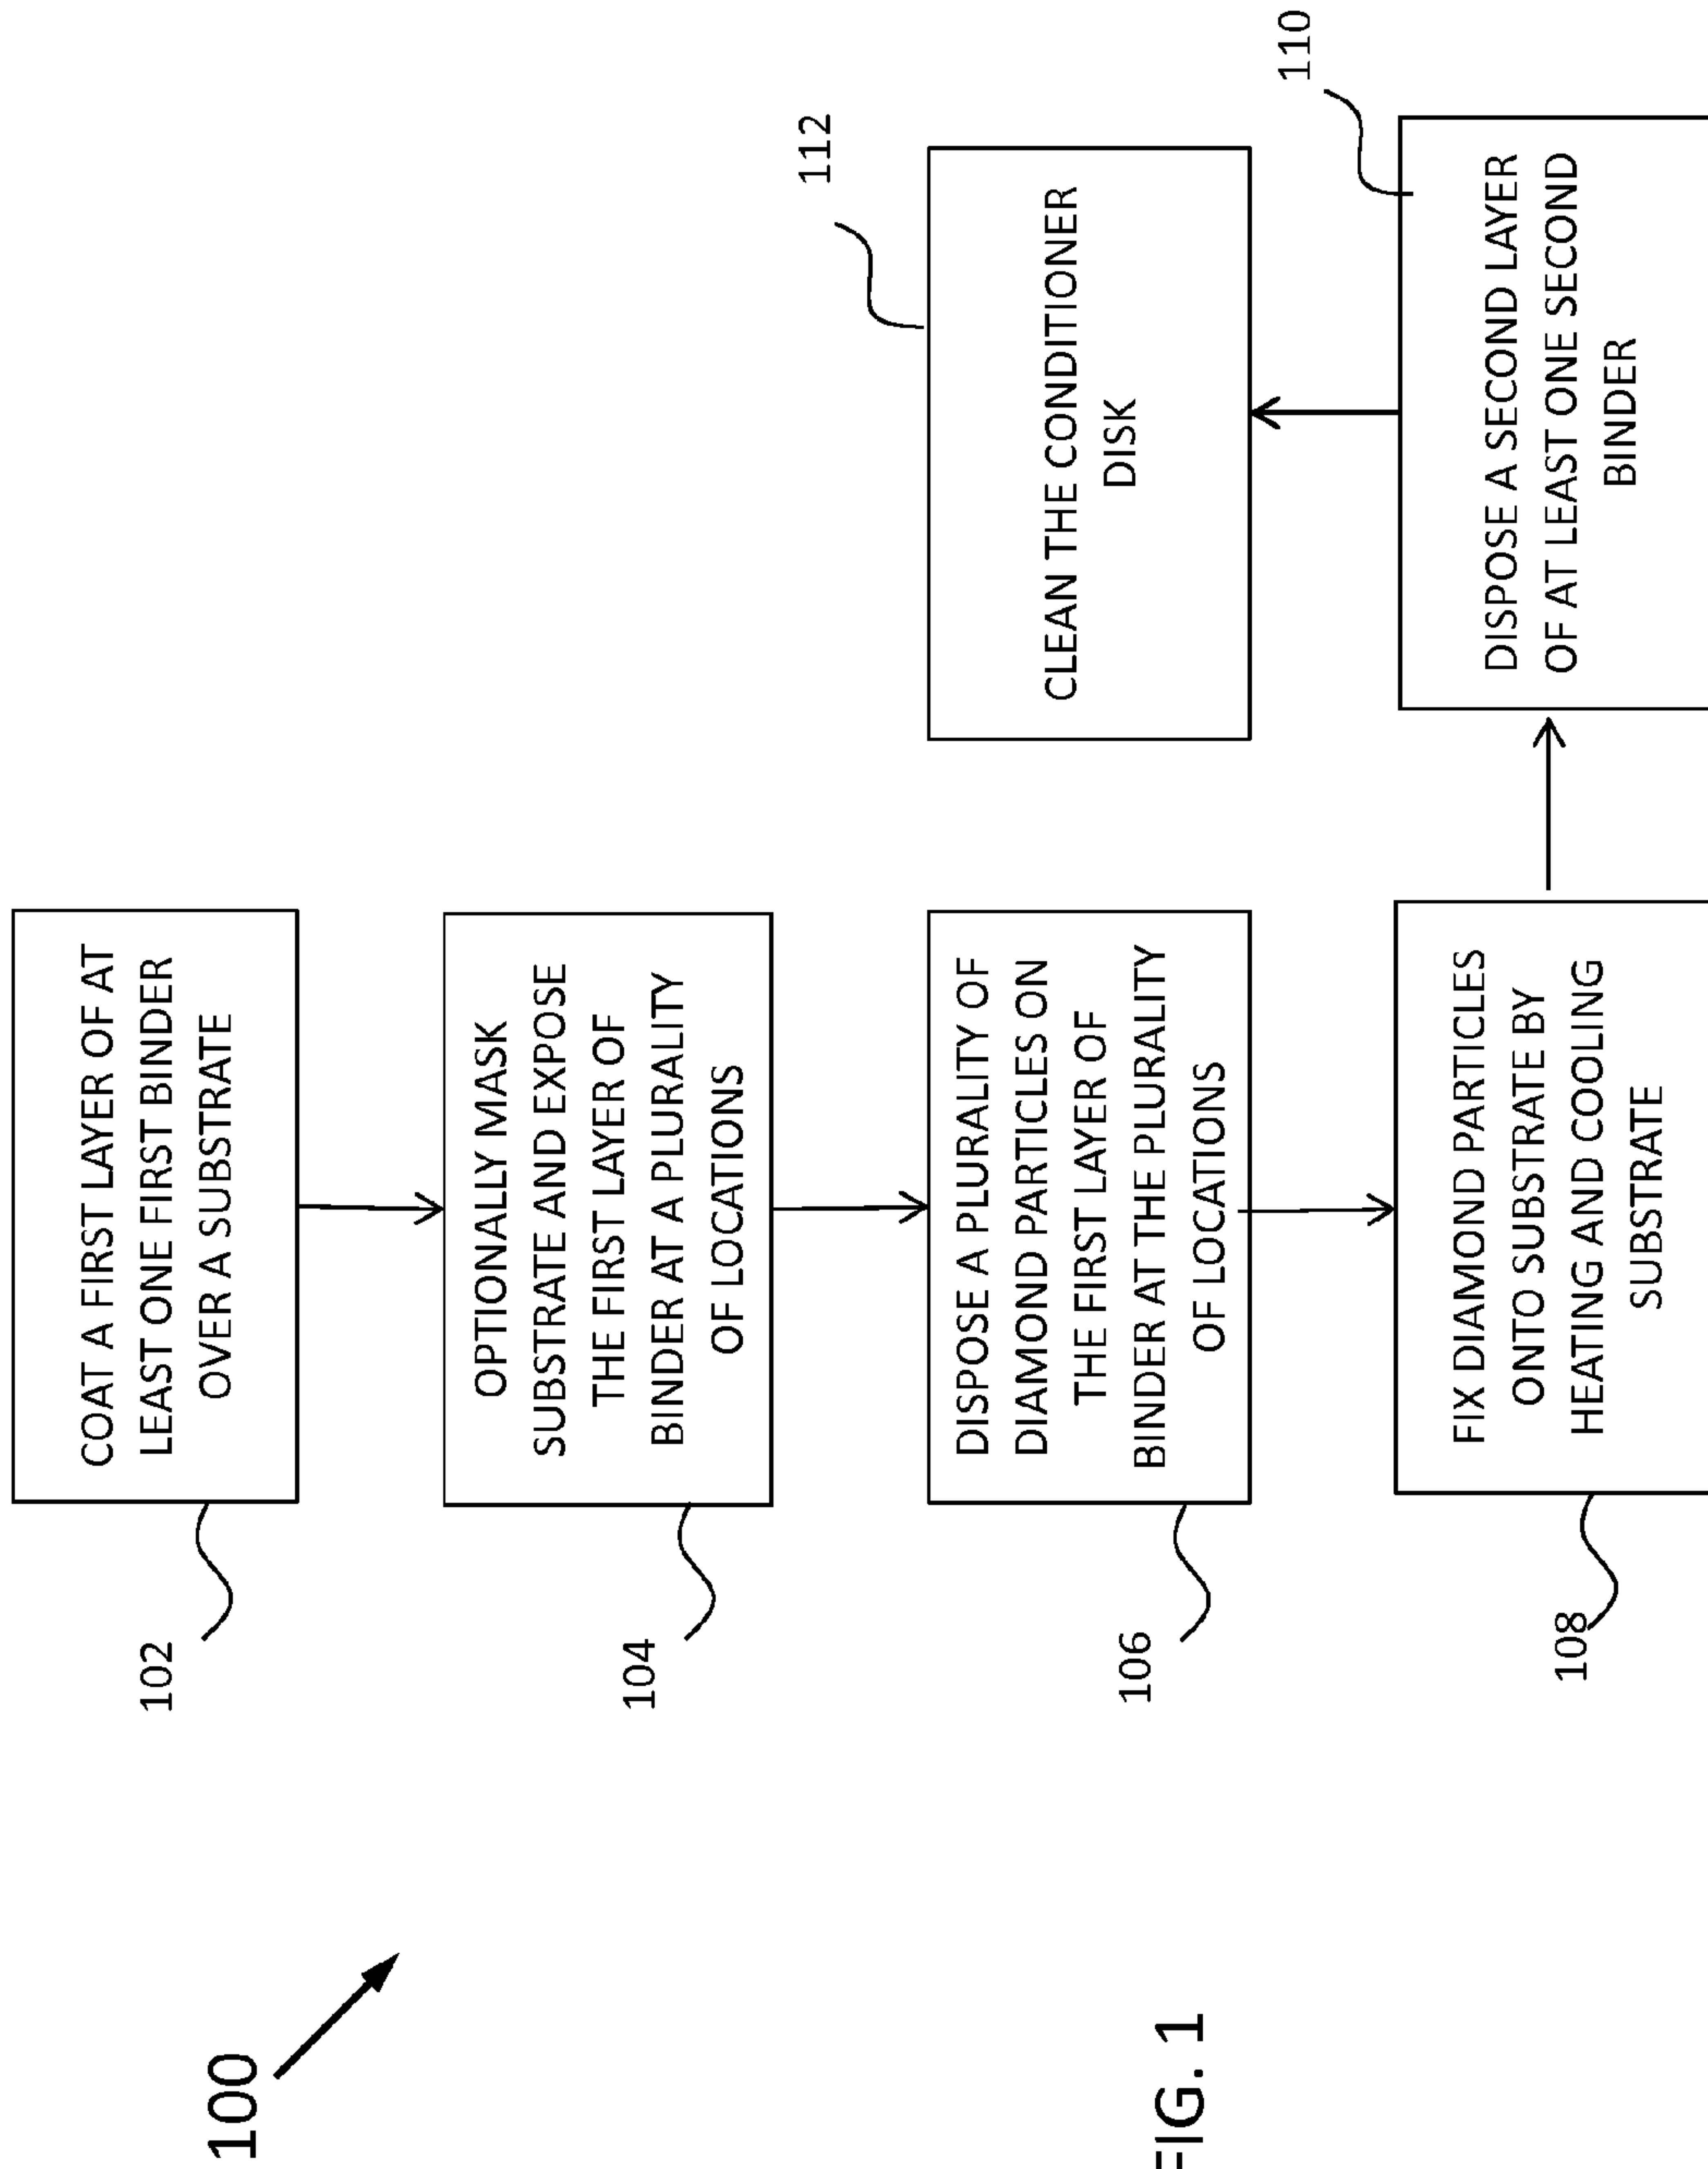 100
102
COAT A FIRST LAYER OF AT
LEAST ONE FIRST BINDER
OVER A SUBSTRATE
104
OPTIONALLY MASK
SUBSTRATE AND EXPOSE
THE FIRST LAYER OF
BINDER AT A PLURALITY
OF LOCATIONS
106
DISPOSE A PLURALITY OF
DIAMOND PARTICLES ON
THE FIRST LAYER OF
BINDER AT THE PLURALITY
OF LOCATIONS
108
FIX DIAMOND PARTICLES
ONTO SUBSTRATE BY
HEATING AND COOLING
SUBSTRATE
110
DISPOSE A SECOND LAYER
OF AT LEAST ONE SECOND
BINDER
112
CLEAN THE CONDITIONER
DISK
FIG. 1